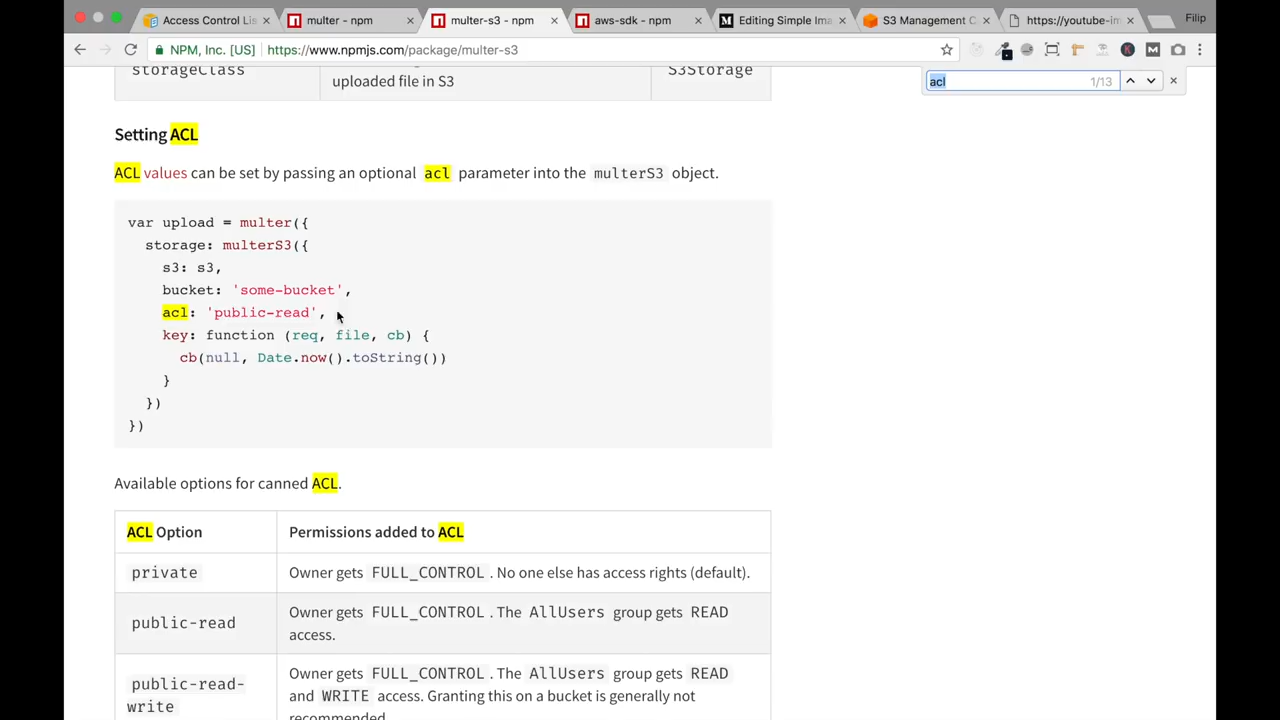 Access Control Lis
multer - npm
multer-s3 - npm
aws-sdk - npm
Editing Simple Ima
S3 Management C
https://youtube-im
Filip
NPM, Inc. [US]
https://www.npmjs.com/package/multer-s3
acl
1/13
storageClass
uploaded file in S3
S3Storage
Setting ACL
ACL values can be set by passing an optional acl parameter into the multerS3 object.
var upload = multer({
storage: multerS3({
s3: s3,
bucket: 'some-bucket',
acl: 'public-read',
key: function (req, file, cb) {
cb(null, Date.now().toString())
}
})
})
Available options for canned ACL.
ACL Option
Permissions added to ACL
private
Owner gets FULL_CONTROL . No one else has access rights (default).
public-read
Owner gets FULL_CONTROL . The AllUsers group gets READ
access.
public-read-
write
Owner gets FULL_CONTROL . The AllUsers group gets READ
and WRITE access. Granting this on a bucket is generally not
recommended.